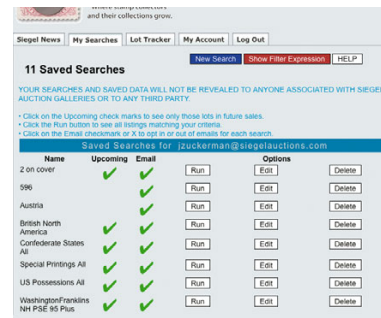 where stamp collectors
and their collections grow.
Siegel News My Searches Lot Tracker My Account Log Out
New Search Show Filter Expression HELP
11 Saved Searches
YOUR SEARCHES AND SAVED DATA WILL NOT BE REVEALED TO ANYONE ASSOCIATED WITH SIEGE
AUCTION GALLERIES OR TO ANY THIRD PARTY.
• Click on the Upcoming check marks to see only those lots in future sales.
• Click the Run button to see all listings matching your criteria.
• Click on the Email checkmark or X to opt in or out of emails for each search.
Saved Searches for jzuckerman@siegelauctions.com
Name Upcoming Email Options
2 on cover Run Edit Delete
596 Run Edit Delete
Austria Run Edit Delete
British North
America Run Edit Delete
Confederate States
All Run Edit Delete
Special Printings All Run Edit Delete
US Possessions All Run Edit Delete
WashingtonFranklins
NH PSE 95 Plus Run Edit Delete